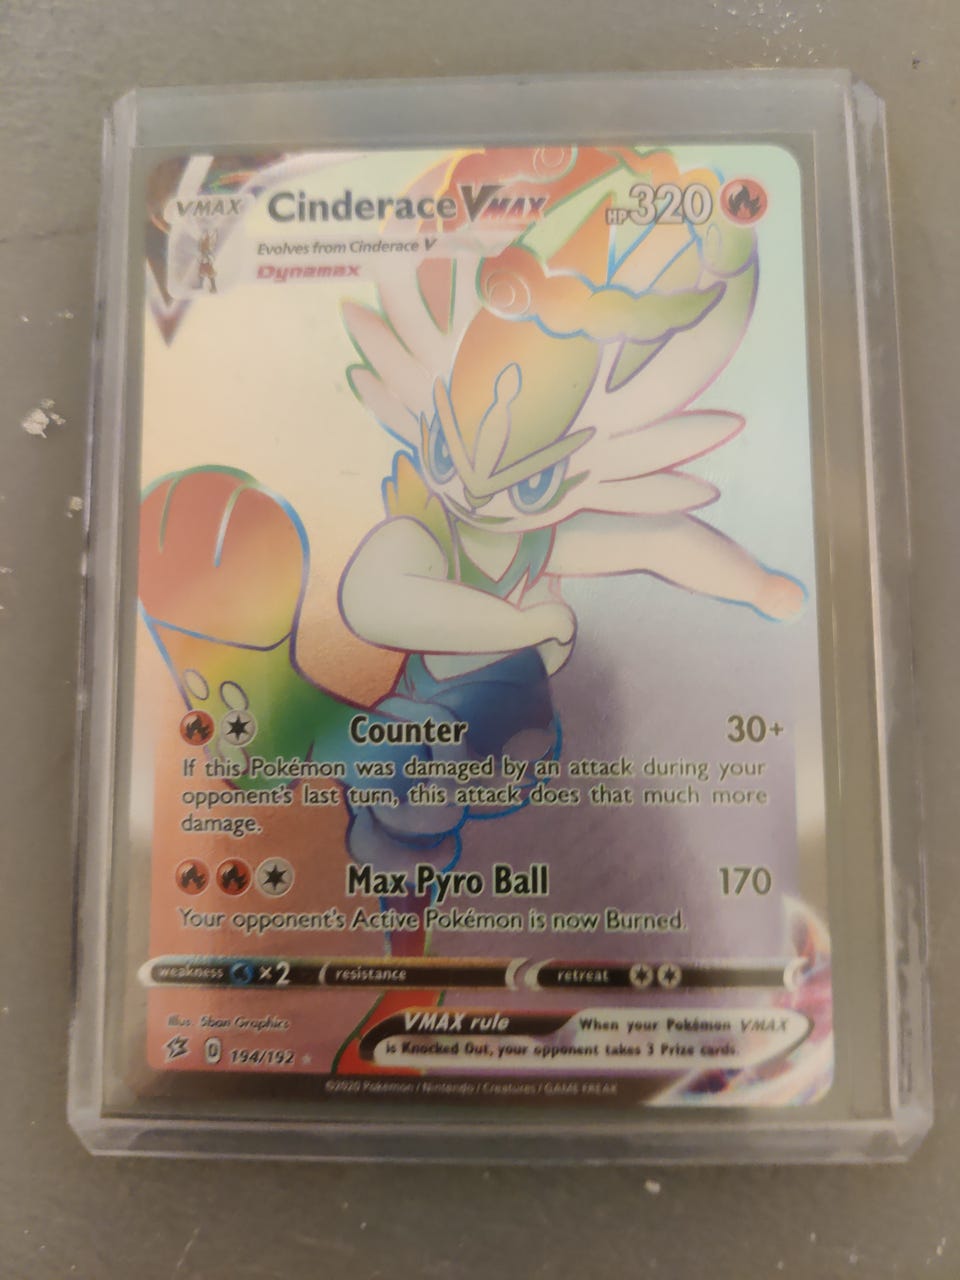 VMAX Cinderace VMAX HP 320
Evolves from Cinderace V
Dynamax
Counter 30+
If this Pokémon was damaged by an attack during your
opponent's last turn, this attack does that much more
damage.
Max Pyro Ball 170
Your opponent's Active Pokémon is now Burned.
weakness ×2 resistance retreat
Illus. 5ban Graphics
VMAX rule When your Pokémon VMAX
is Knocked Out, your opponent takes 3 Prize cards.
D 194/192
©2020 Pokémon / Nintendo / Creatures / GAME FREAK